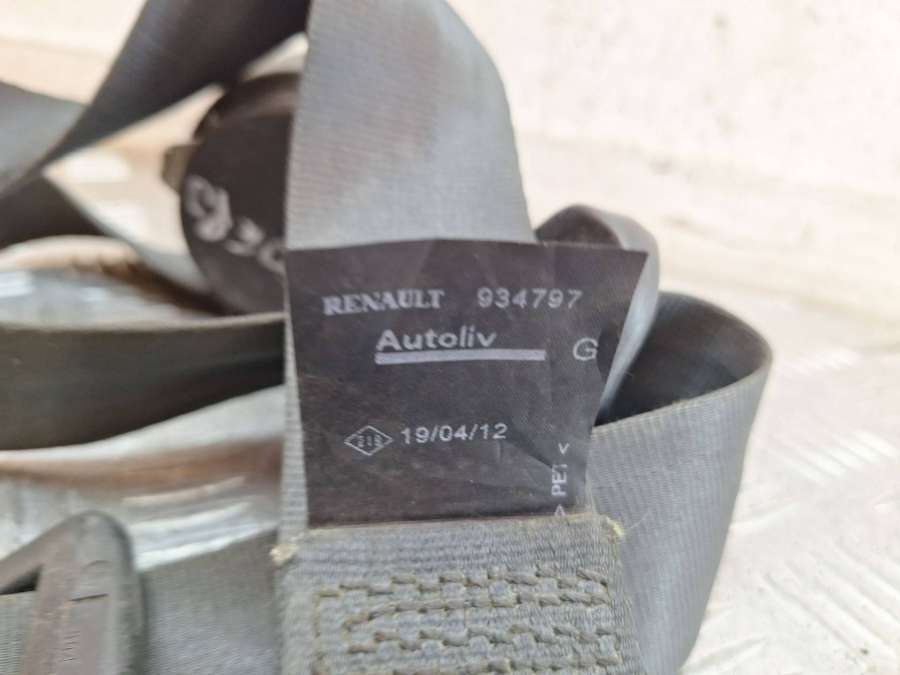 RENAULT 934797
Autoliv
G
19/04/12
> PET <